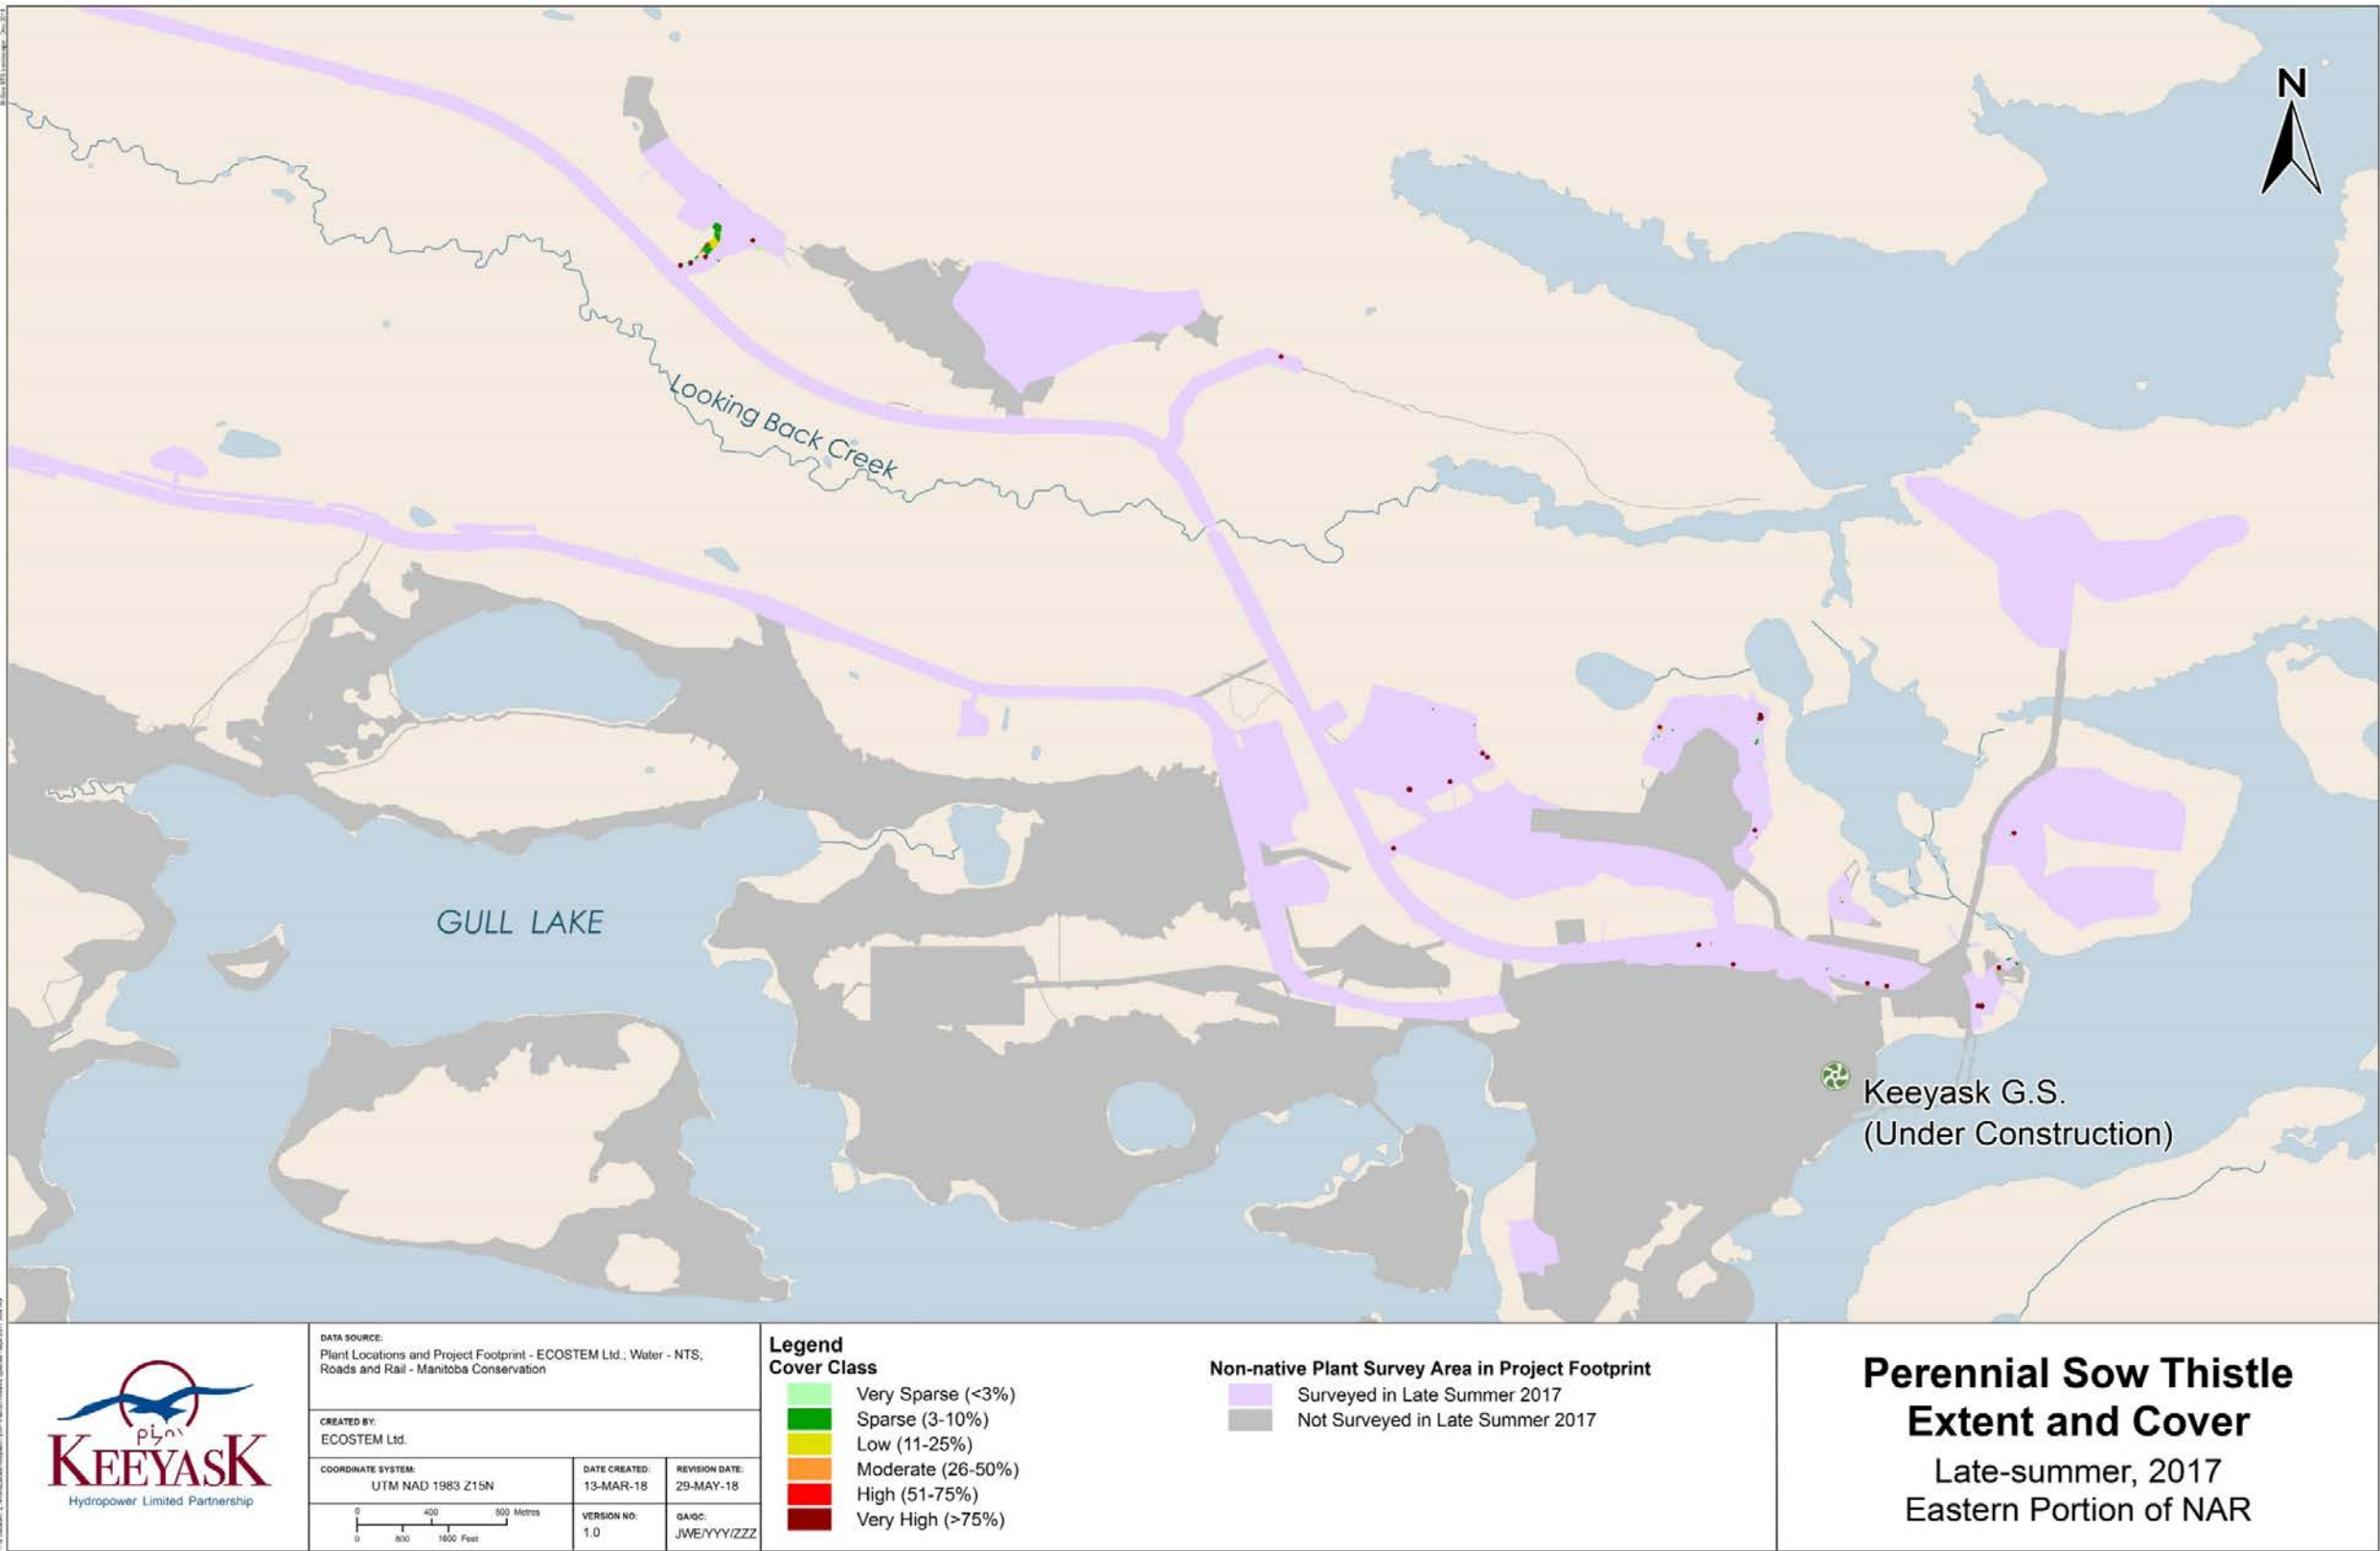 N
Looking Back Creek
GULL LAKE
Keeyask G.S.
(Under Construction)
KEEYASK
Hydropower Limited Partnership
DATA SOURCE:
Plant Locations and Project Footprint - ECOSTEM Ltd.; Water - NTS;
Roads and Rail - Manitoba Conservation
CREATED BY:
ECOSTEM Ltd.
COORDINATE SYSTEM:
UTM NAD 1983 Z15N
DATE CREATED:
13-MAR-18
REVISION DATE:
29-MAY-18
0 400 800 Metres
0 800 1600 Feet
VERSION NO:
1.0
QA/QC:
JWE/YYY/ZZZ
Legend
Cover Class
Very Sparse (<3%)
Sparse (3-10%)
Low (11-25%)
Moderate (26-50%)
High (51-75%)
Very High (>75%)
Non-native Plant Survey Area in Project Footprint
Surveyed in Late Summer 2017
Not Surveyed in Late Summer 2017
Perennial Sow Thistle
Extent and Cover
Late-summer, 2017
Eastern Portion of NAR